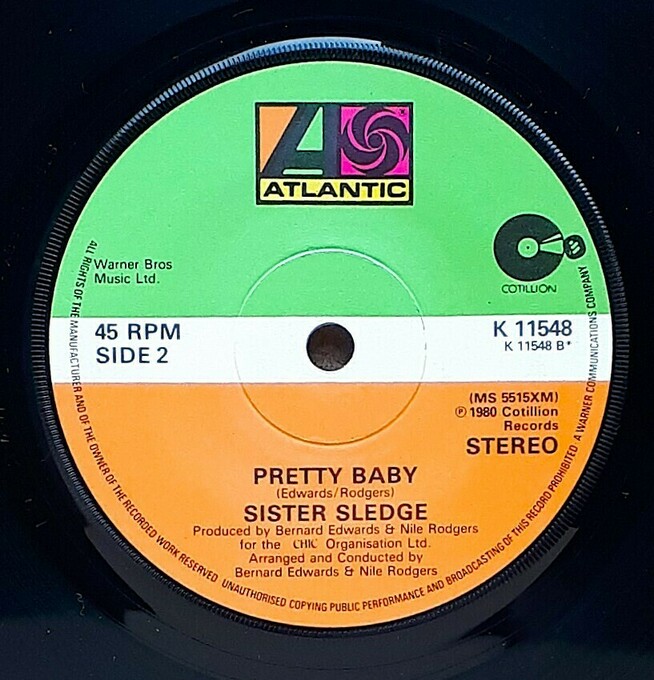 ATLANTIC
COTILLION
Warner Bros
Music Ltd.
45 RPM
SIDE 2
K 11548
K 11548 B*
(MS 5515XM)
℗ 1980 Cotillion
Records
STEREO
PRETTY BABY
(Edwards/Rodgers)
SISTER SLEDGE
Produced by Bernard Edwards & Nile Rodgers
for the CHIC Organisation Ltd.
Arranged and Conducted by
Bernard Edwards & Nile Rodgers
ALL RIGHTS OF THE MANUFACTURER AND OF THE OWNER OF THE RECORDED WORK RESERVED UNAUTHORISED COPYING PUBLIC PERFORMANCE AND BROADCASTING OF THIS RECORD PROHIBITED A WARNER COMMUNICATIONS COMPANY